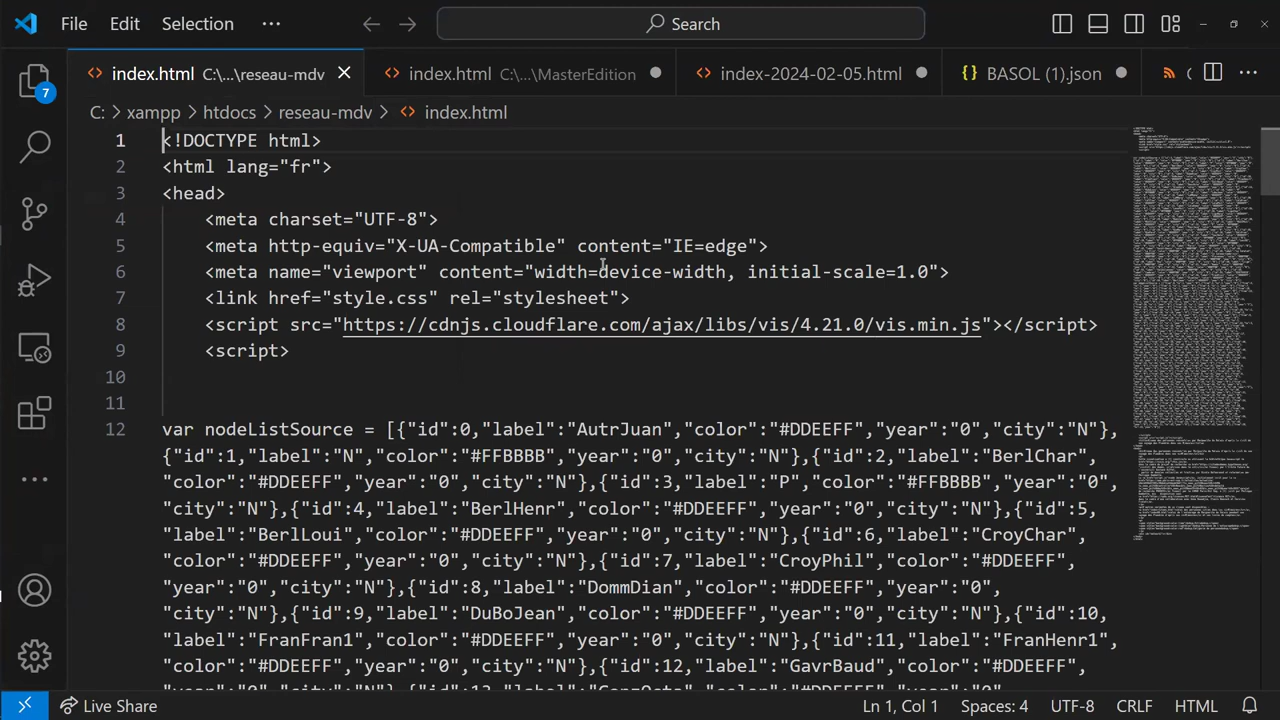 File Edit Selection ··· Search
index.html C:\...\reseau-mdv index.html C:\...\MasterEdition index-2024-02-05.html {} BASOL (1).json
7
C: > xampp > htdocs > reseau-mdv > index.html
1 <!DOCTYPE html>
2 <html lang="fr">
3 <head>
4 <meta charset="UTF-8">
5 <meta http-equiv="X-UA-Compatible" content="IE=edge">
6 <meta name="viewport" content="width=device-width, initial-scale=1.0">
7 <link href="style.css" rel="stylesheet">
8 <script src="https://cdnjs.cloudflare.com/ajax/libs/vis/4.21.0/vis.min.js"></script>
9 <script>
10
11
12 var nodeListSource = [{"id":0,"label":"AutrJuan","color":"#DDEEFF","year":"0","city":"N"},
{"id":1,"label":"N","color":"#FFBBBB","year":"0","city":"N"},{"id":2,"label":"BerlChar",
"color":"#DDEEFF","year":"0","city":"N"},{"id":3,"label":"P","color":"#FFBBBB","year":"0",
"city":"N"},{"id":4,"label":"BerlFlor","color":"#DDEEFF","year":"0","city":"N"},{"id":5,
"label":"BerlLoui","color":"#DDEEFF","year":"0","city":"N"},{"id":6,"label":"CroyChar",
"color":"#DDEEFF","year":"0","city":"N"},{"id":7,"label":"CroyPhil","color":"#DDEEFF",
"year":"0","city":"N"},{"id":8,"label":"DommDian","color":"#DDEEFF","year":"0",
"city":"N"},{"id":9,"label":"DuBoJean","color":"#DDEEFF","year":"0","city":"N"},{"id":10,
"label":"FranFran1","color":"#DDEEFF","year":"0","city":"N"},{"id":11,"label":"FranHenr1",
"color":"#DDEEFF","year":"0","city":"N"},{"id":12,"label":"GavrBaud","color":"#DDEEFF",
Live Share Ln 1, Col 1 Spaces: 4 UTF-8 CRLF HTML